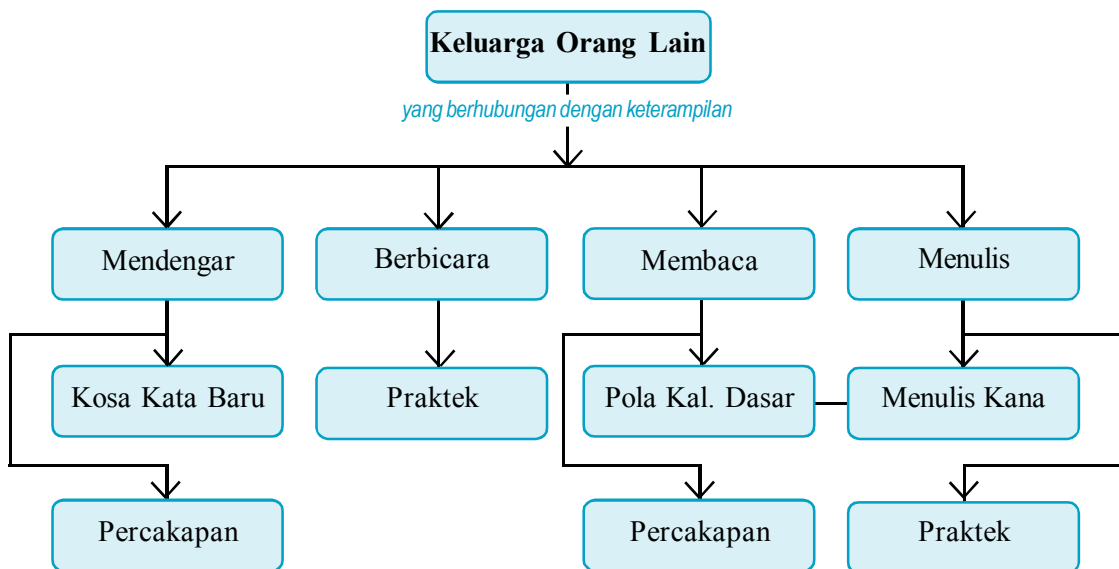 Keluarga Orang Lain
yang berhubungan dengan keterampilan
Mendengar
Berbicara
Membaca
Menulis
Kosa Kata Baru
Praktek
Pola Kal. Dasar
Menulis Kana
Percakapan
Percakapan
Praktek